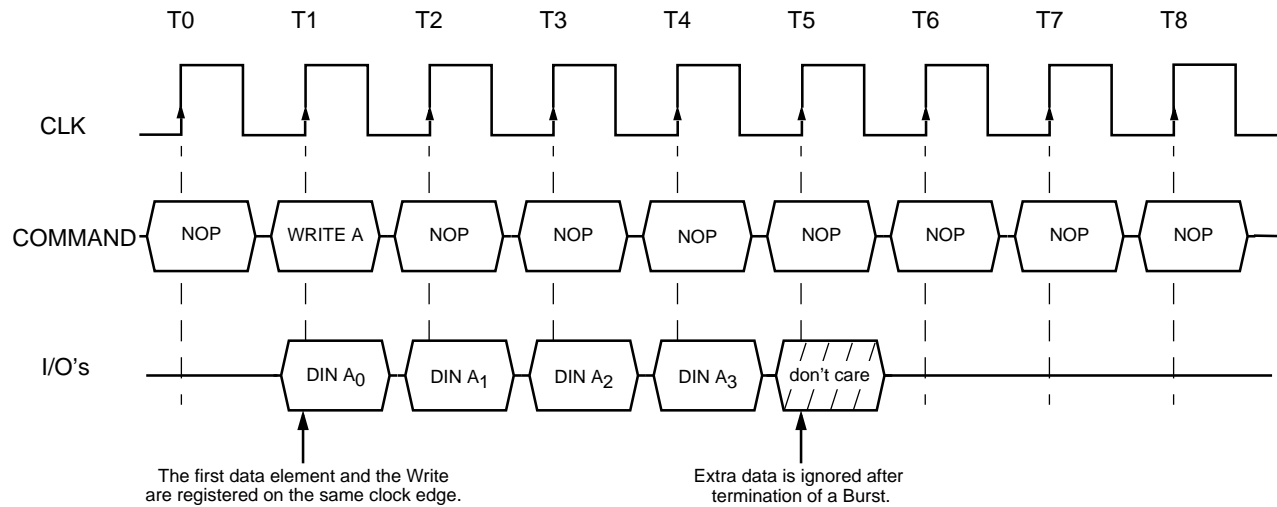 T0 T1 T2 T3 T4 T5 T6 T7 T8
CLK
COMMAND NOP WRITE A NOP NOP NOP NOP NOP NOP NOP
I/O's DIN A0 DIN A1 DIN A2 DIN A3 don't care
The first data element and the Write
are registered on the same clock edge.
Extra data is ignored after
termination of a Burst.